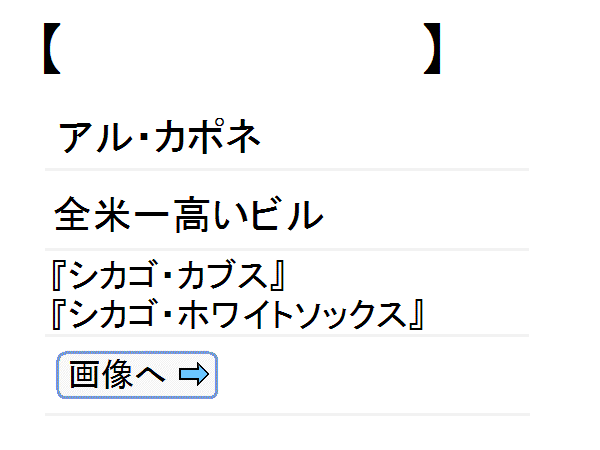 【 】
アル・カポネ
全米一高いビル
『シカゴ・カブス』
『シカゴ・ホワイトソックス』
画像へ